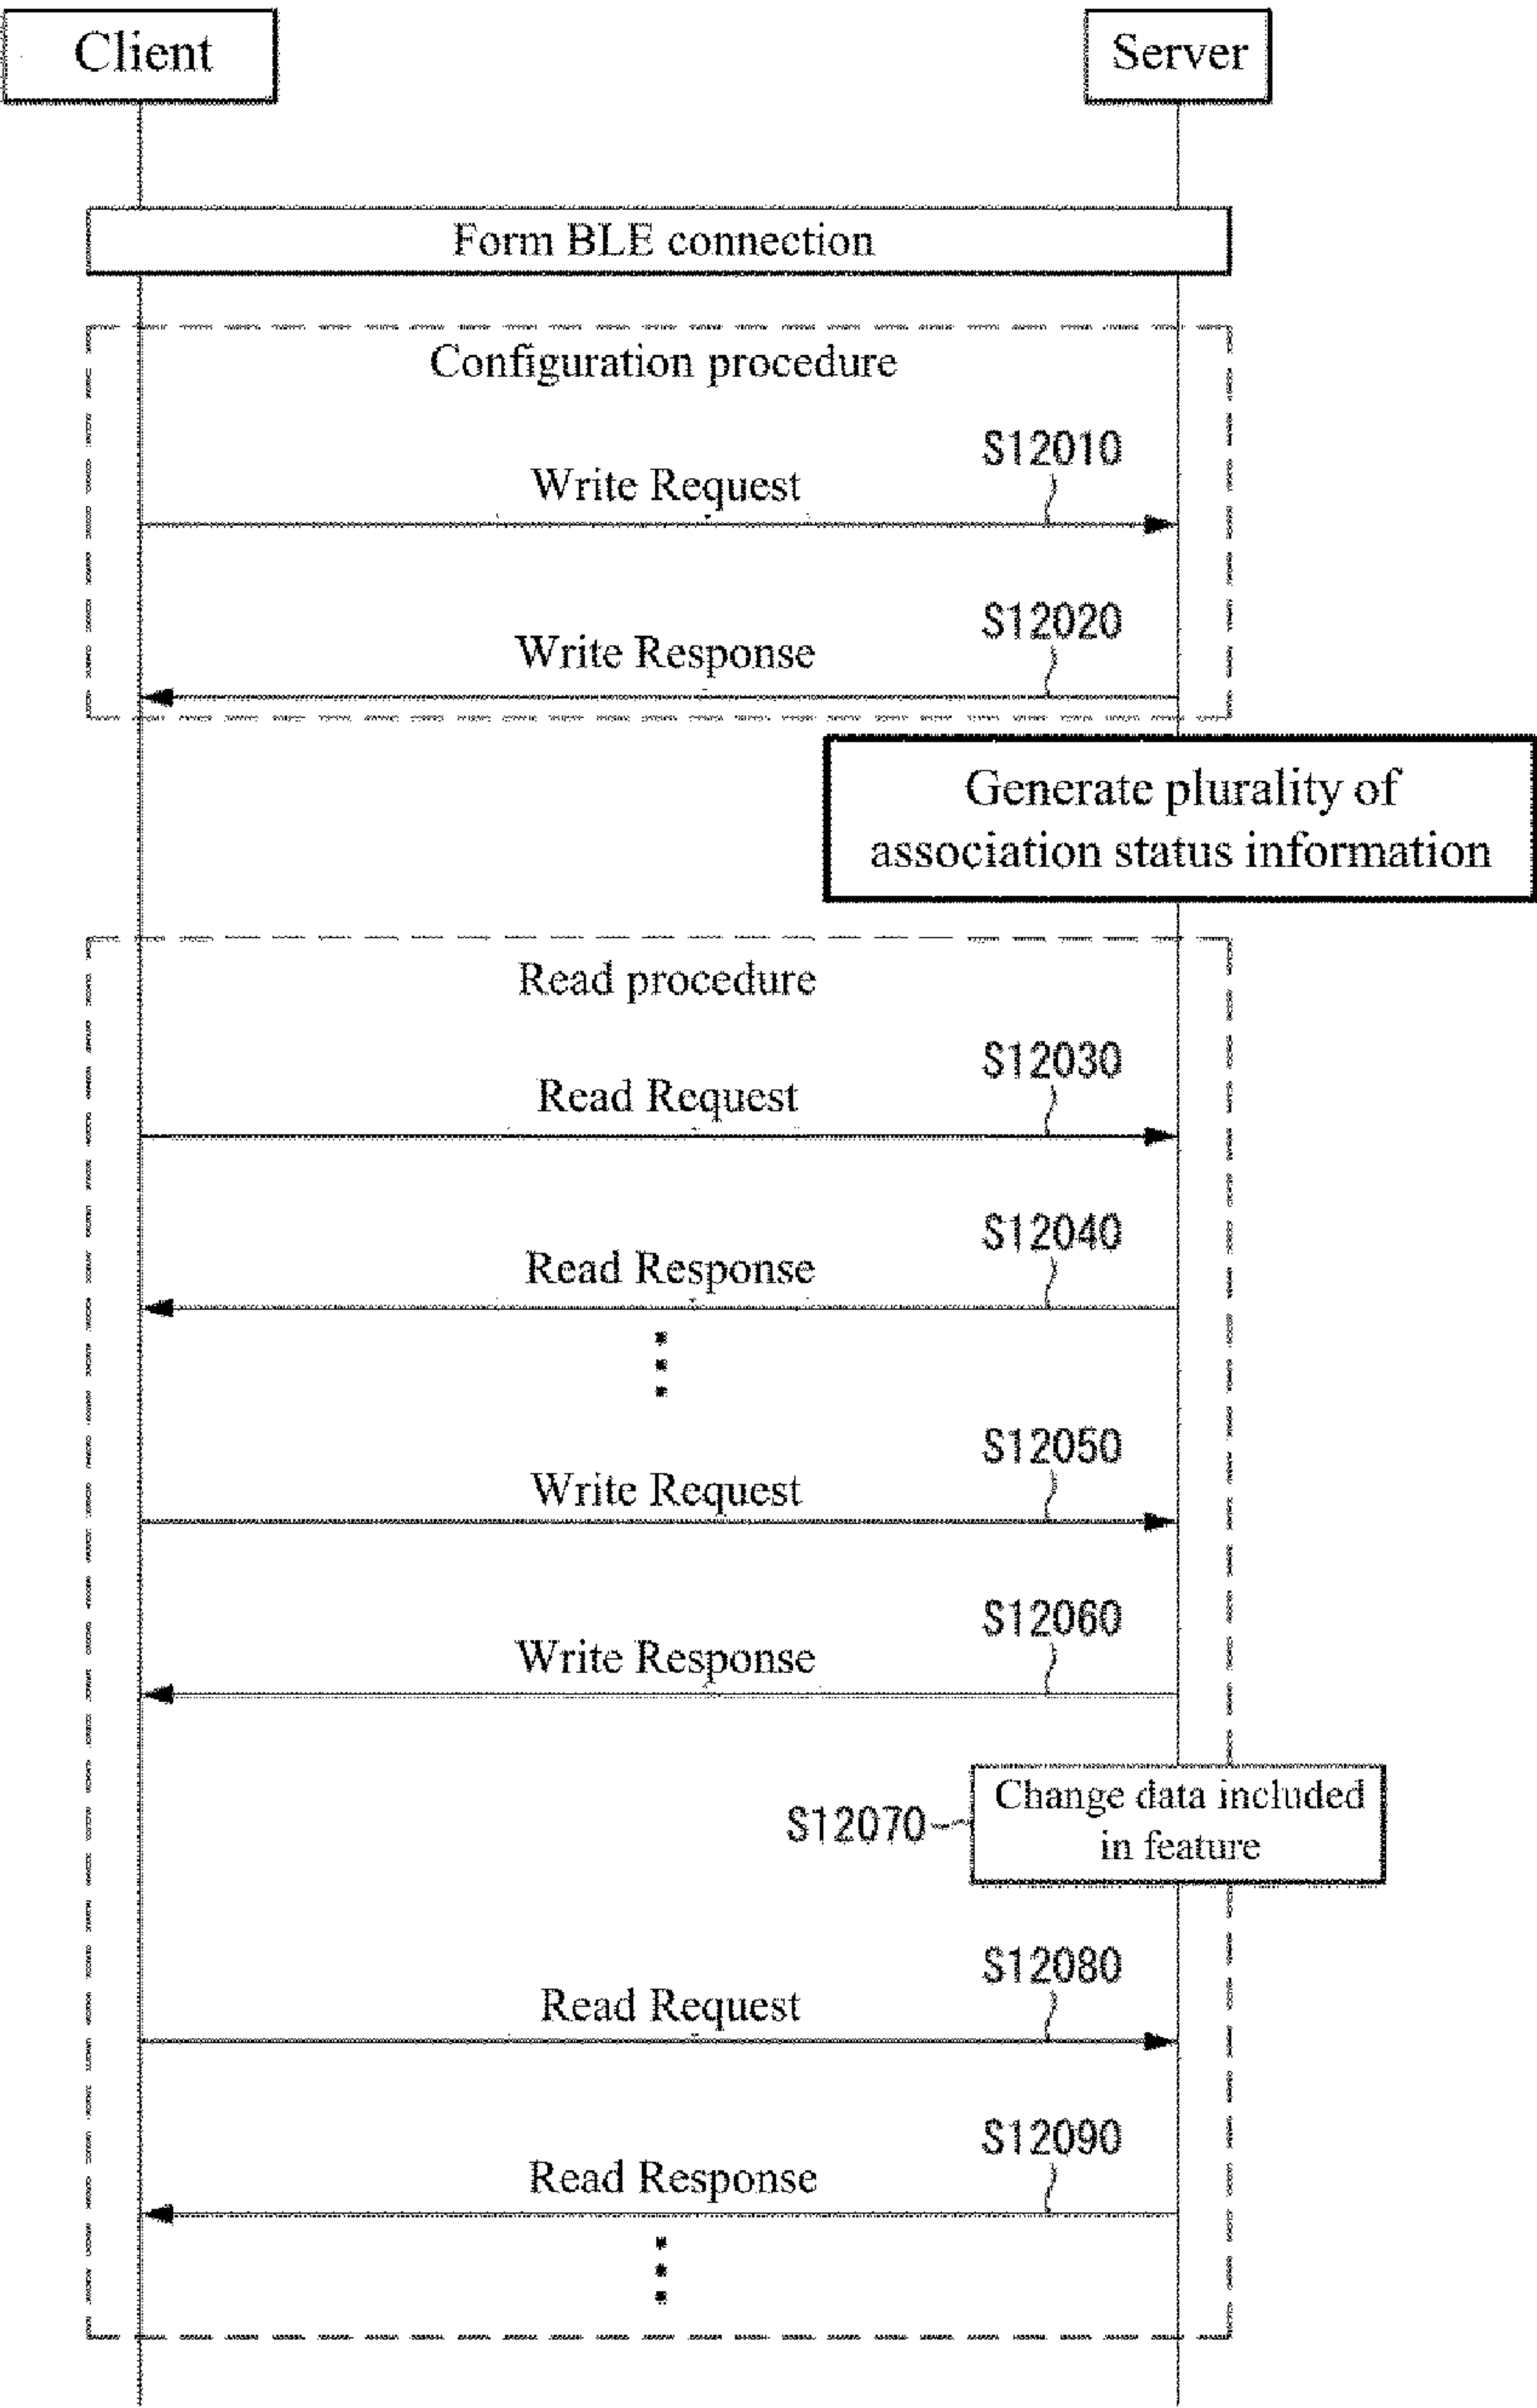 Client
Server
Form BLE connection
Configuration procedure
S12010
Write Request
S12020
Write Response
Generate plurality of
association status information
Read procedure
S12030
Read Request
S12040
Read Response
S12050
Write Request
S12060
Write Response
Change data included
in feature
S12070
S12080
Read Request
S12090
Read Response